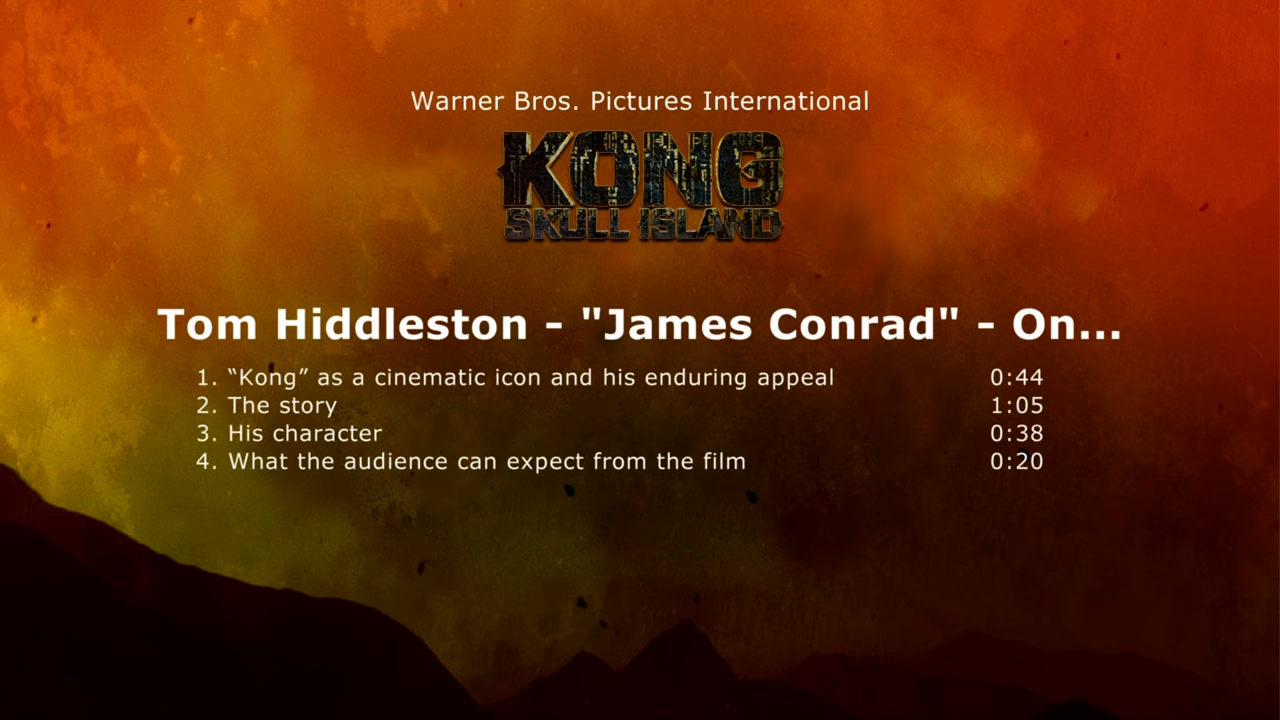 Warner Bros. Pictures International
KONG
SKULL ISLAND
Tom Hiddleston - "James Conrad" - On...
1. “Kong” as a cinematic icon and his enduring appeal 0:44
2. The story 1:05
3. His character 0:38
4. What the audience can expect from the film 0:20